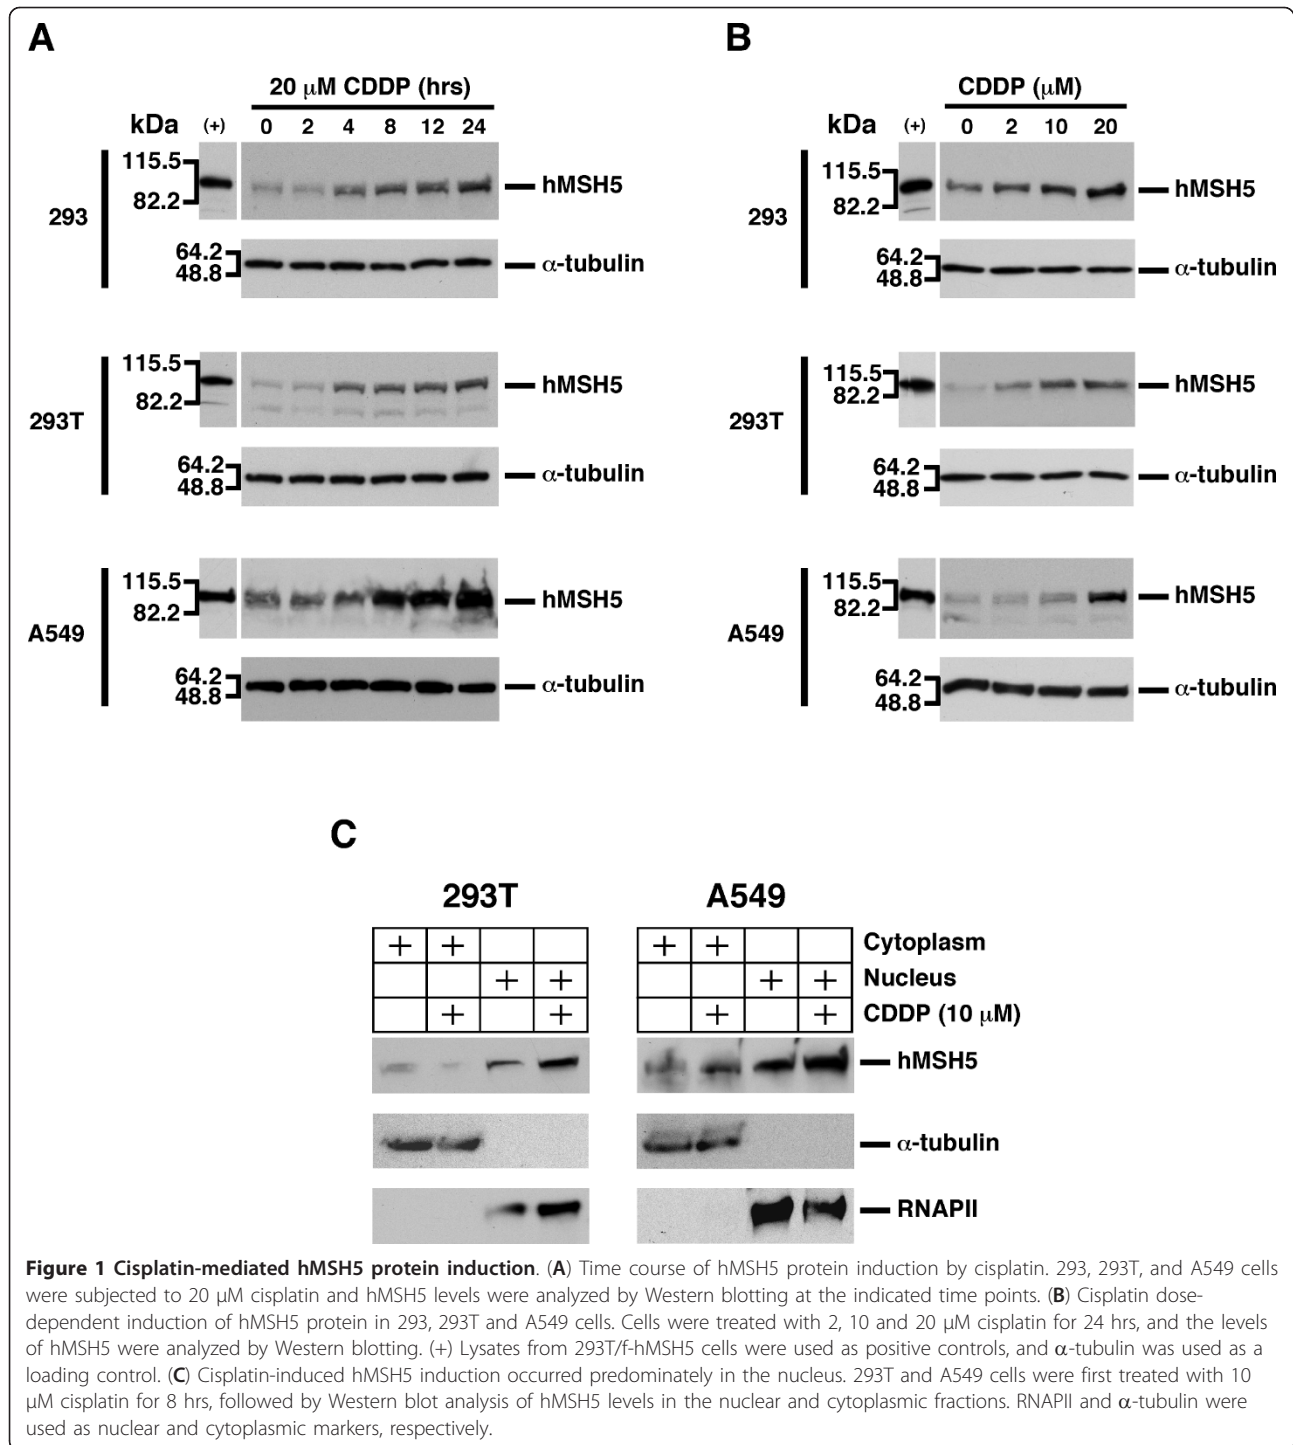 A
20 μM CDDP (hrs)
kDa (+) 0 2 4 8 12 24
115.5
82.2
hMSH5
293
64.2
48.8
α-tubulin
115.5
82.2
hMSH5
293T
64.2
48.8
α-tubulin
115.5
82.2
hMSH5
A549
64.2
48.8
α-tubulin
B
CDDP (μM)
kDa (+) 0 2 10 20
115.5
82.2
hMSH5
293
64.2
48.8
α-tubulin
115.5
82.2
hMSH5
293T
64.2
48.8
α-tubulin
115.5
82.2
hMSH5
A549
64.2
48.8
α-tubulin
C
293T A549
+ + + + Cytoplasm
+ + + + Nucleus
+ + + + CDDP (10 μM)
hMSH5
α-tubulin
RNAPII
Figure 1 Cisplatin-mediated hMSH5 protein induction. (A) Time course of hMSH5 protein induction by cisplatin. 293, 293T, and A549 cells
were subjected to 20 μM cisplatin and hMSH5 levels were analyzed by Western blotting at the indicated time points. (B) Cisplatin dose-
dependent induction of hMSH5 protein in 293, 293T and A549 cells. Cells were treated with 2, 10 and 20 μM cisplatin for 24 hrs, and the levels
of hMSH5 were analyzed by Western blotting. (+) Lysates from 293T/f-hMSH5 cells were used as positive controls, and α-tubulin was used as a
loading control. (C) Cisplatin-induced hMSH5 induction occurred predominately in the nucleus. 293T and A549 cells were first treated with 10
μM cisplatin for 8 hrs, followed by Western blot analysis of hMSH5 levels in the nuclear and cytoplasmic fractions. RNAPII and α-tubulin were
used as nuclear and cytoplasmic markers, respectively.